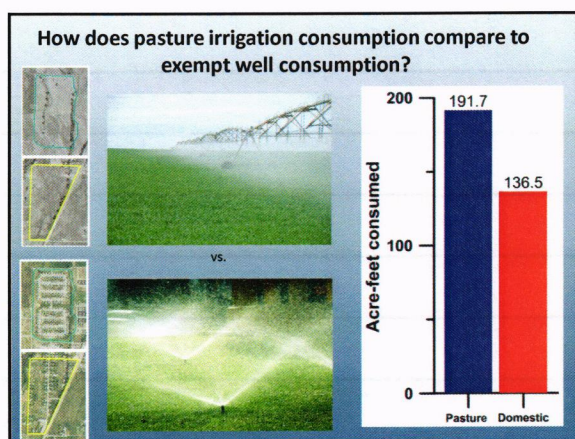 How does pasture irrigation consumption compare to
exempt well consumption?
vs.
Acre-feet consumed
200
191.7
136.5
100
0
Pasture
Domestic